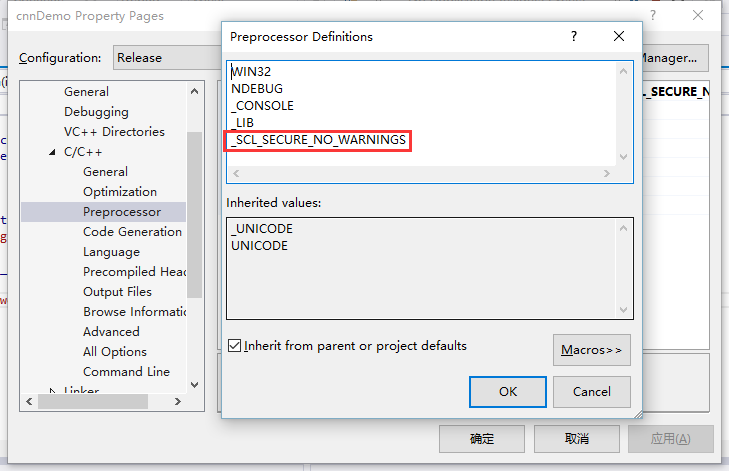 cnnDemo Property Pages
?
Configuration:
Release
Manager...
General
Debugging
VC++ Directories
C/C++
General
Optimization
Preprocessor
Code Generation
Language
Precompiled Head
Output Files
Browse Informatio
Advanced
All Options
Command Line
Linker
Preprocessor Definitions
?
WIN32
NDEBUG
_CONSOLE
_LIB
_SCL_SECURE_NO_WARNINGS
Inherited values:
_UNICODE
UNICODE
Inherit from parent or project defaults
Macros>>
OK
Cancel
L_SECURE_N
确定
取消
应用(A)